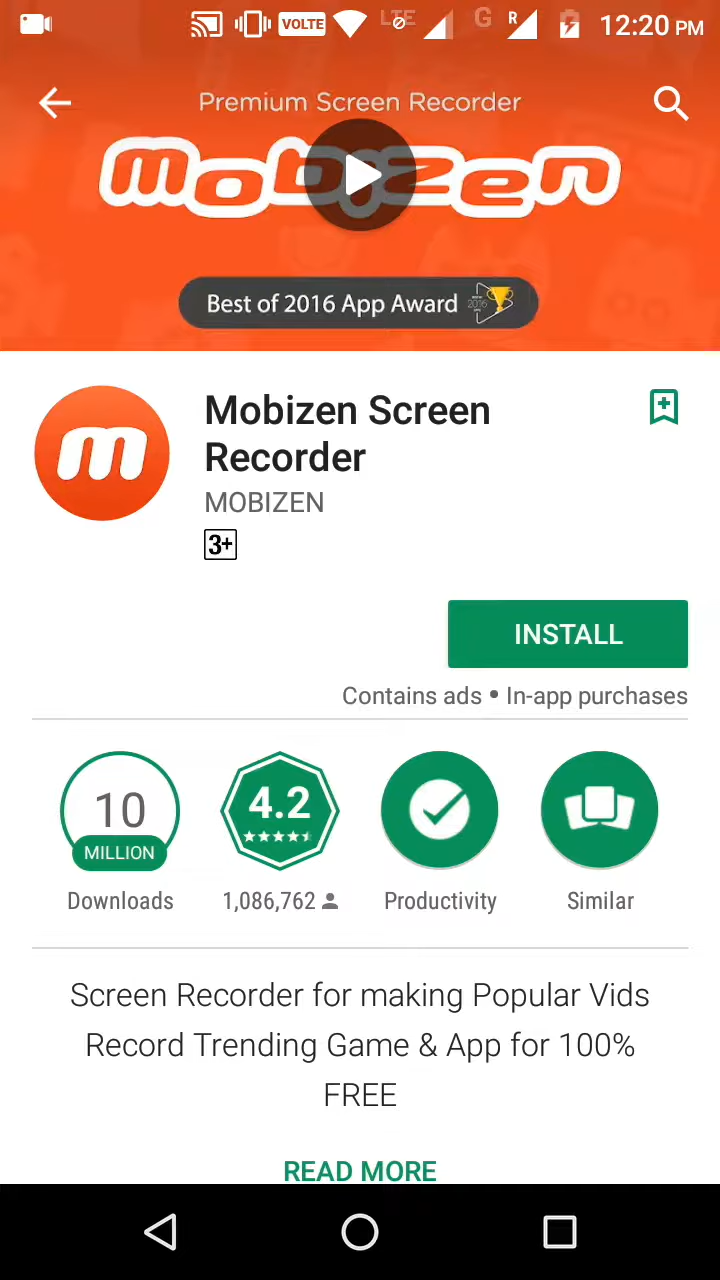 VOLTE LTE G R 12:20 PM
Premium Screen Recorder
mobizen
Best of 2016 App Award
m
Mobizen Screen
Recorder
MOBIZEN
3+
INSTALL
Contains ads • In-app purchases
10
MILLION
Downloads
4.2
1,086,762
Productivity
Similar
Screen Recorder for making Popular Vids
Record Trending Game & App for 100%
FREE
READ MORE